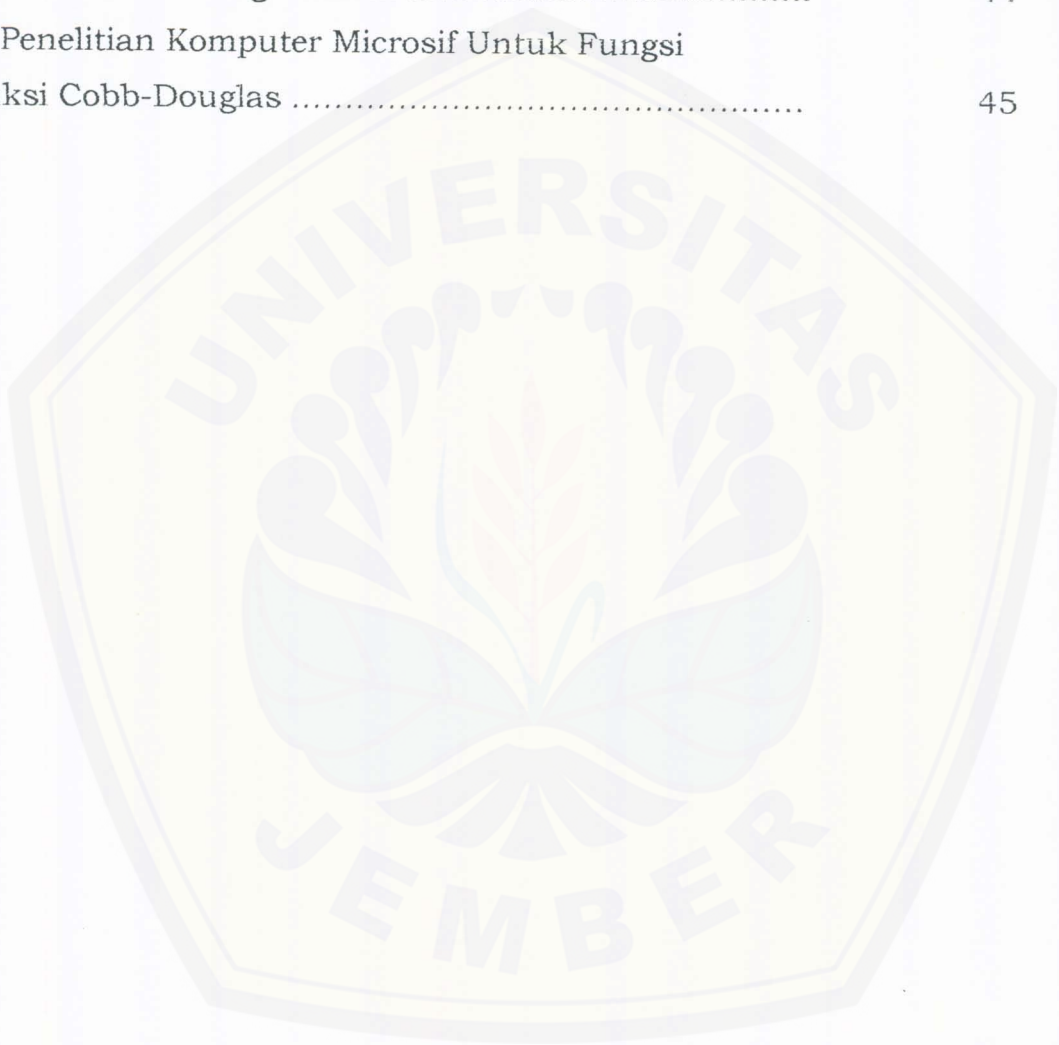 Penelitian Komputer Microsif Untuk Fungsi
ksi Cobb-Douglas ................................................ 45
UNIVERSITAS
JEMBER